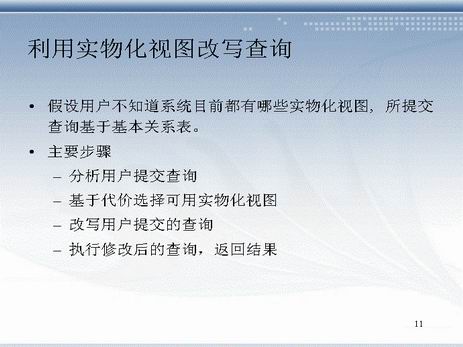 利用实物化视图改写查询
• 假设用户不知道系统目前都有哪些实物化视图, 所提交
查询基于基本关系表。
• 主要步骤
– 分析用户提交查询
– 基于代价选择可用实物化视图
– 改写用户提交的查询
– 执行修改后的查询，返回结果
11